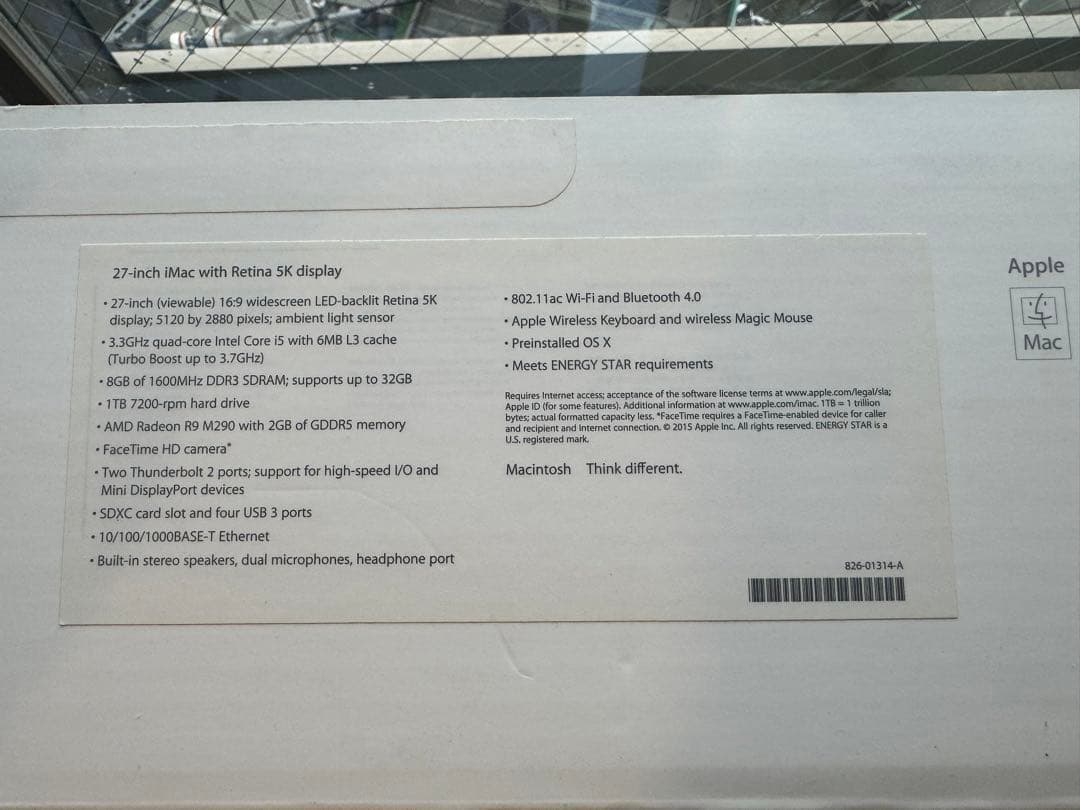 27-inch iMac with Retina 5K display
• 27-inch (viewable) 16:9 widescreen LED-backlit Retina 5K
display; 5120 by 2880 pixels; ambient light sensor
• 3.3GHz quad-core Intel Core i5 with 6MB L3 cache
(Turbo Boost up to 3.7GHz)
• 8GB of 1600MHz DDR3 SDRAM; supports up to 32GB
• 1TB 7200-rpm hard drive
• AMD Radeon R9 M290 with 2GB of GDDR5 memory
• FaceTime HD camera*
• Two Thunderbolt 2 ports; support for high-speed I/O and
Mini DisplayPort devices
• SDXC card slot and four USB 3 ports
• 10/100/1000BASE-T Ethernet
• Built-in stereo speakers, dual microphones, headphone port
• 802.11ac Wi-Fi and Bluetooth 4.0
• Apple Wireless Keyboard and wireless Magic Mouse
• Preinstalled OS X
• Meets ENERGY STAR requirements
Requires Internet access; acceptance of the software license terms at www.apple.com/legal/sla;
Apple ID (for some features). Additional information at www.apple.com/imac. 1TB = 1 trillion
bytes; actual formatted capacity less. *FaceTime requires a FaceTime-enabled device for caller
and recipient and Internet connection. © 2015 Apple Inc. All rights reserved. ENERGY STAR is a
U.S. registered mark.
Macintosh Think different.
826-01314-A
Apple
Mac